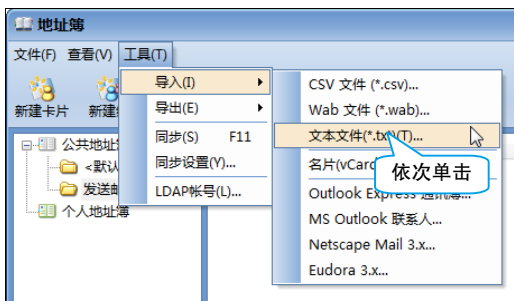 地址簿
文件(F) 查看(V) 工具(T)
新建卡片 新建
导入(I)
导出(E)
同步(S) F11
同步设置(Y)...
LDAP帐号(L)...
CSV 文件 (*.csv)...
Wab 文件 (*.wab)...
文本文件(*.txt)(T)...
名片(vCard
Outlook Express 通讯簿...
MS Outlook 联系人...
Netscape Mail 3.x...
Eudora 3.x...
依次单击
公共地址
<默认
发送邮
个人地址簿